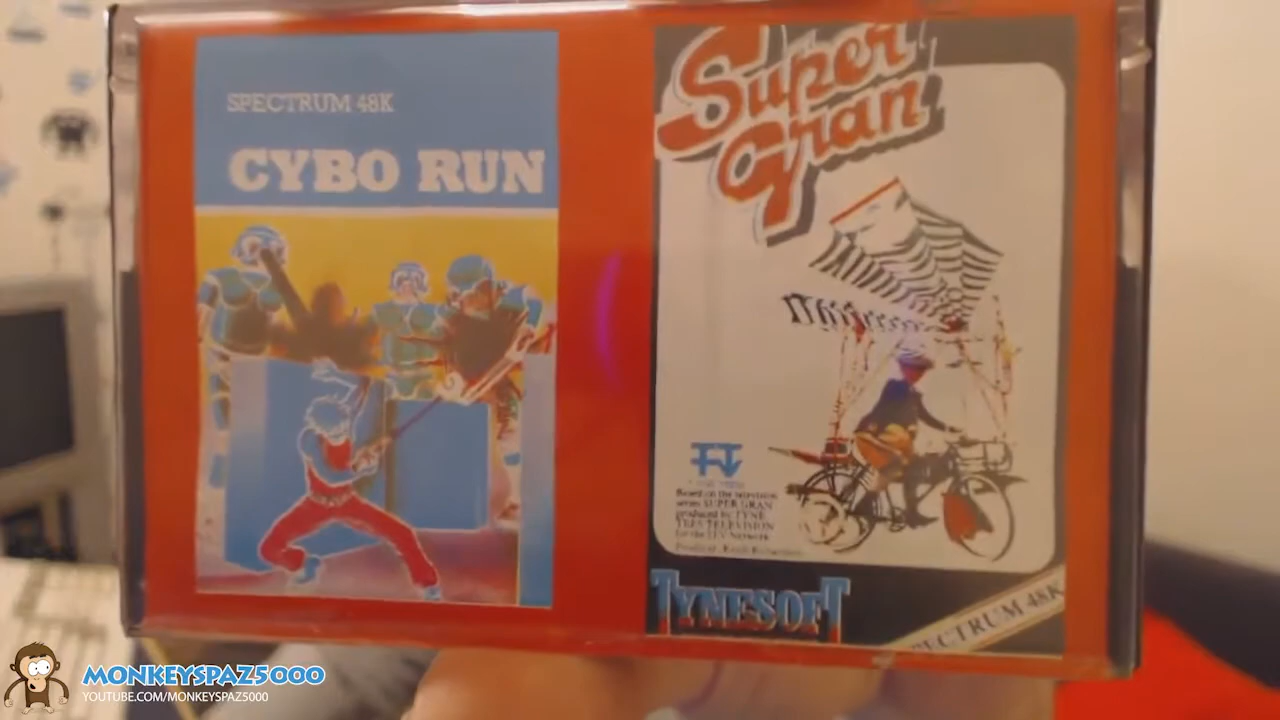 SPECTRUM 48K
CYBO RUN
Super
Gran
Based on the television
series SUPER GRAN
produced by TYNE
TEES TELEVISION
for the ITV Network
TYNESOFT
SPECTRUM 48K
MONKEYSPAZ5000
YOUTUBE.COM/MONKEYSPAZ5000